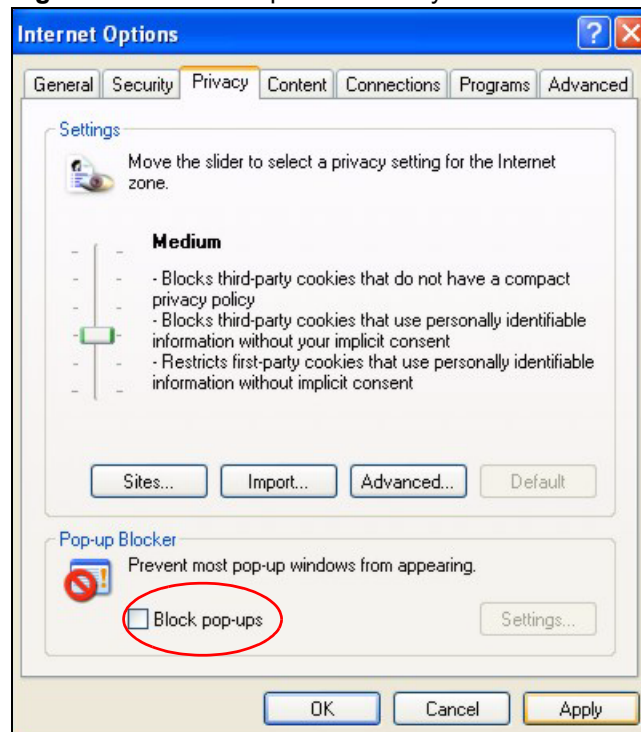 Internet Options
General Security Privacy Content Connections Programs Advanced
Settings
Move the slider to select a privacy setting for the Internet
zone.
Medium
- Blocks third-party cookies that do not have a compact
privacy policy
- Blocks third-party cookies that use personally identifiable
information without your implicit consent
- Restricts first-party cookies that use personally identifiable
information without implicit consent
Sites... Import... Advanced... Default
Pop-up Blocker
Prevent most pop-up windows from appearing.
Block pop-ups Settings...
OK Cancel Apply